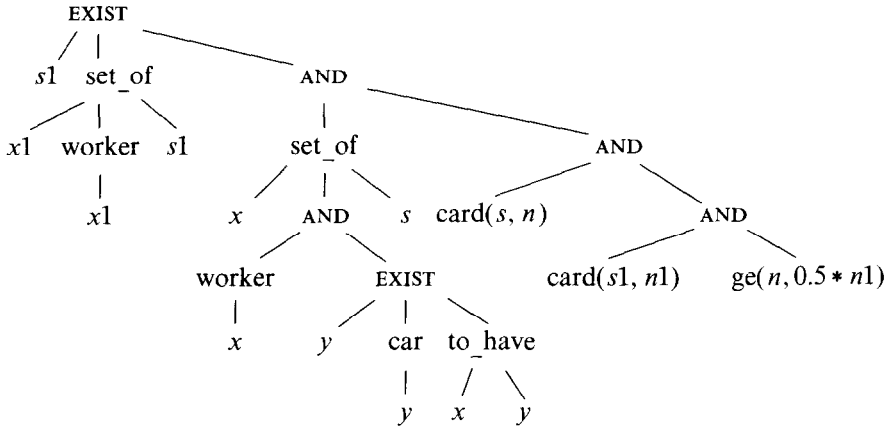 EXIST
s1 set_of AND
x1 worker s1 set_of AND
x1 x AND s card(s, n) AND
worker EXIST card(s1, n1) ge(n, 0.5 * n1)
x y car to_have
y x y